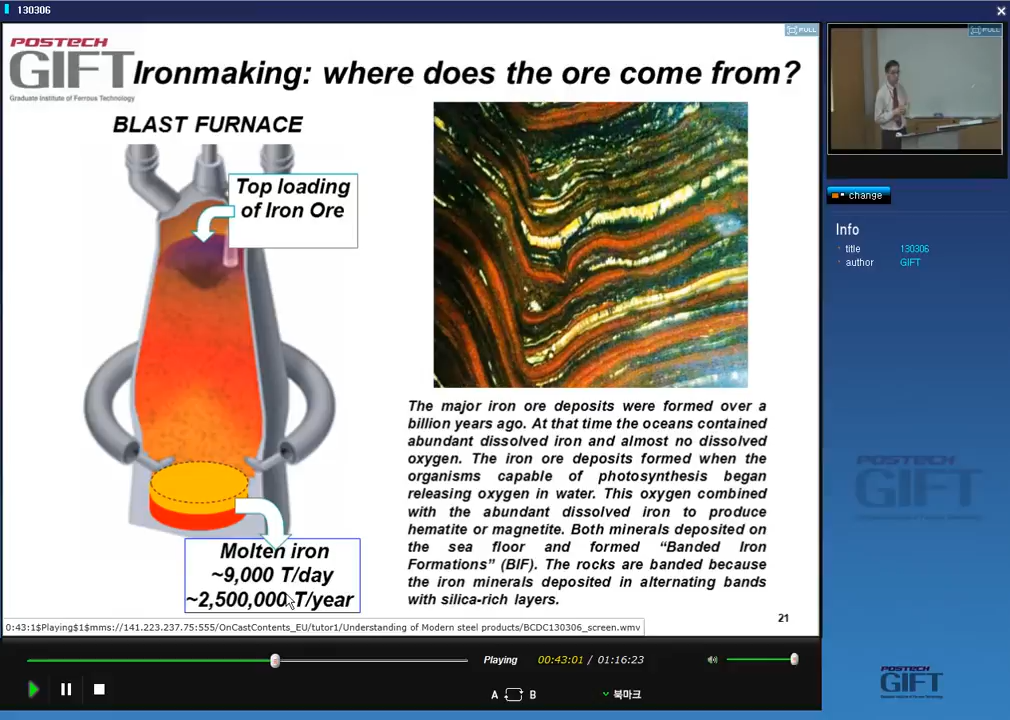 130306
FULL
POSTECH
GIFT
Graduate Institute of Ferrous Technology
Ironmaking: where does the ore come from?
BLAST FURNACE
Top loading
of Iron Ore
Molten iron
~9,000 T/day
~2,500,000 T/year
The major iron ore deposits were formed over a
billion years ago. At that time the oceans contained
abundant dissolved iron and almost no dissolved
oxygen. The iron ore deposits formed when the
organisms capable of photosynthesis began
releasing oxygen in water. This oxygen combined
with the abundant dissolved iron to produce
hematite or magnetite. Both minerals deposited on
the sea floor and formed “Banded Iron
Formations” (BIF). The rocks are banded because
the iron minerals deposited in alternating bands
with silica-rich layers.
21
0:43:1$Playing$1$mms://141.223.237.75:555/OnCastContents_EU/tutor1/Understanding of Modern steel products/BCDC130306_screen.wmv
Playing
00:43:01 / 01:16:23
A B
북마크
FULL
change
Info
title 130306
author GIFT
POSTECH
GIFT
POSTECH
GIFT